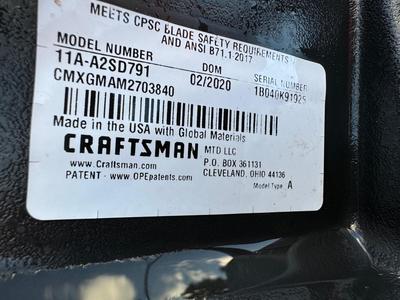 MEETS CPSC BLADE SAFETY REQUIREMENTS
AND ANSI B71.1-2017
MODEL NUMBER DOM SERIAL NUMBER
11A-A2SD791 02/2020 1B040K91029
CMXGMAM2703840
Made in the USA with Global Materials
CRAFTSMAN MTD LLC
www.Craftsman.com P.O. BOX 361131
PATENT - www.OPEpatents.com CLEVELAND, OHIO 44136
Model Type A